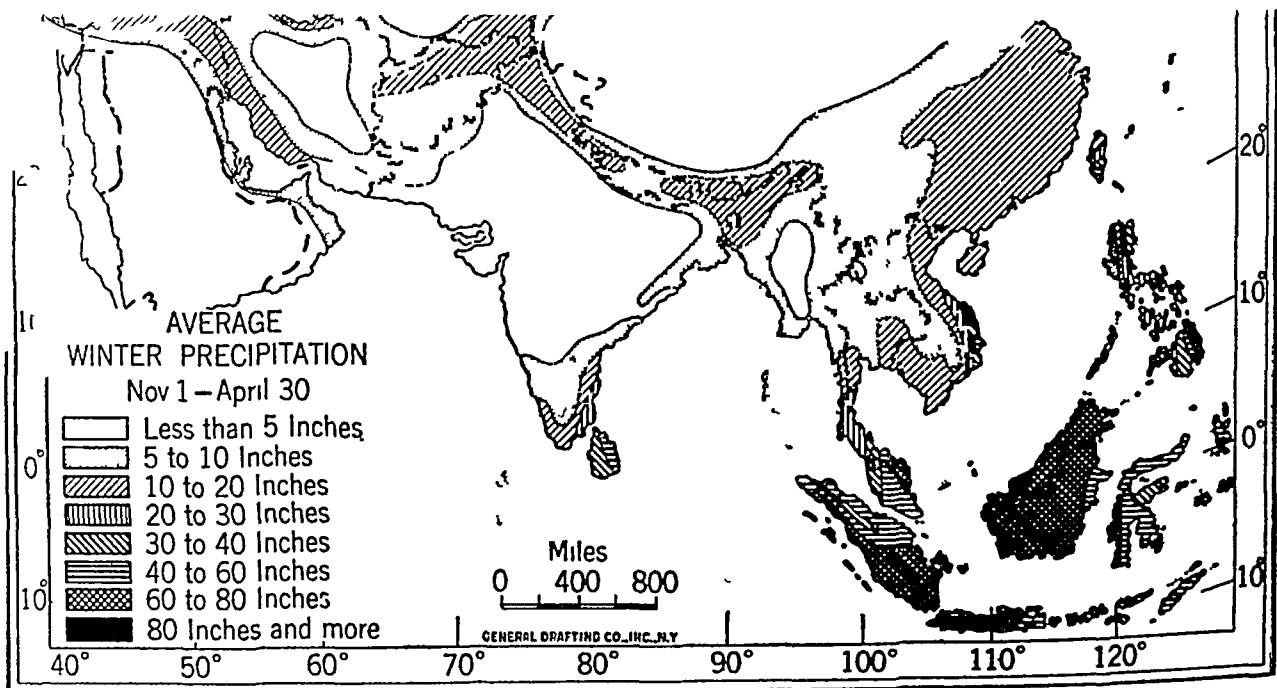 20°
10°
AVERAGE
WINTER PRECIPITATION
Nov 1–April 30
Less than 5 Inches
5 to 10 Inches
10 to 20 Inches
20 to 30 Inches
30 to 40 Inches
40 to 60 Inches
60 to 80 Inches
80 Inches and more
0°
0°
10°
10°
Miles
0 400 800
GENERAL DRAFTING CO., INC., N.Y
40° 50° 60° 70° 80° 90° 100° 110° 120°